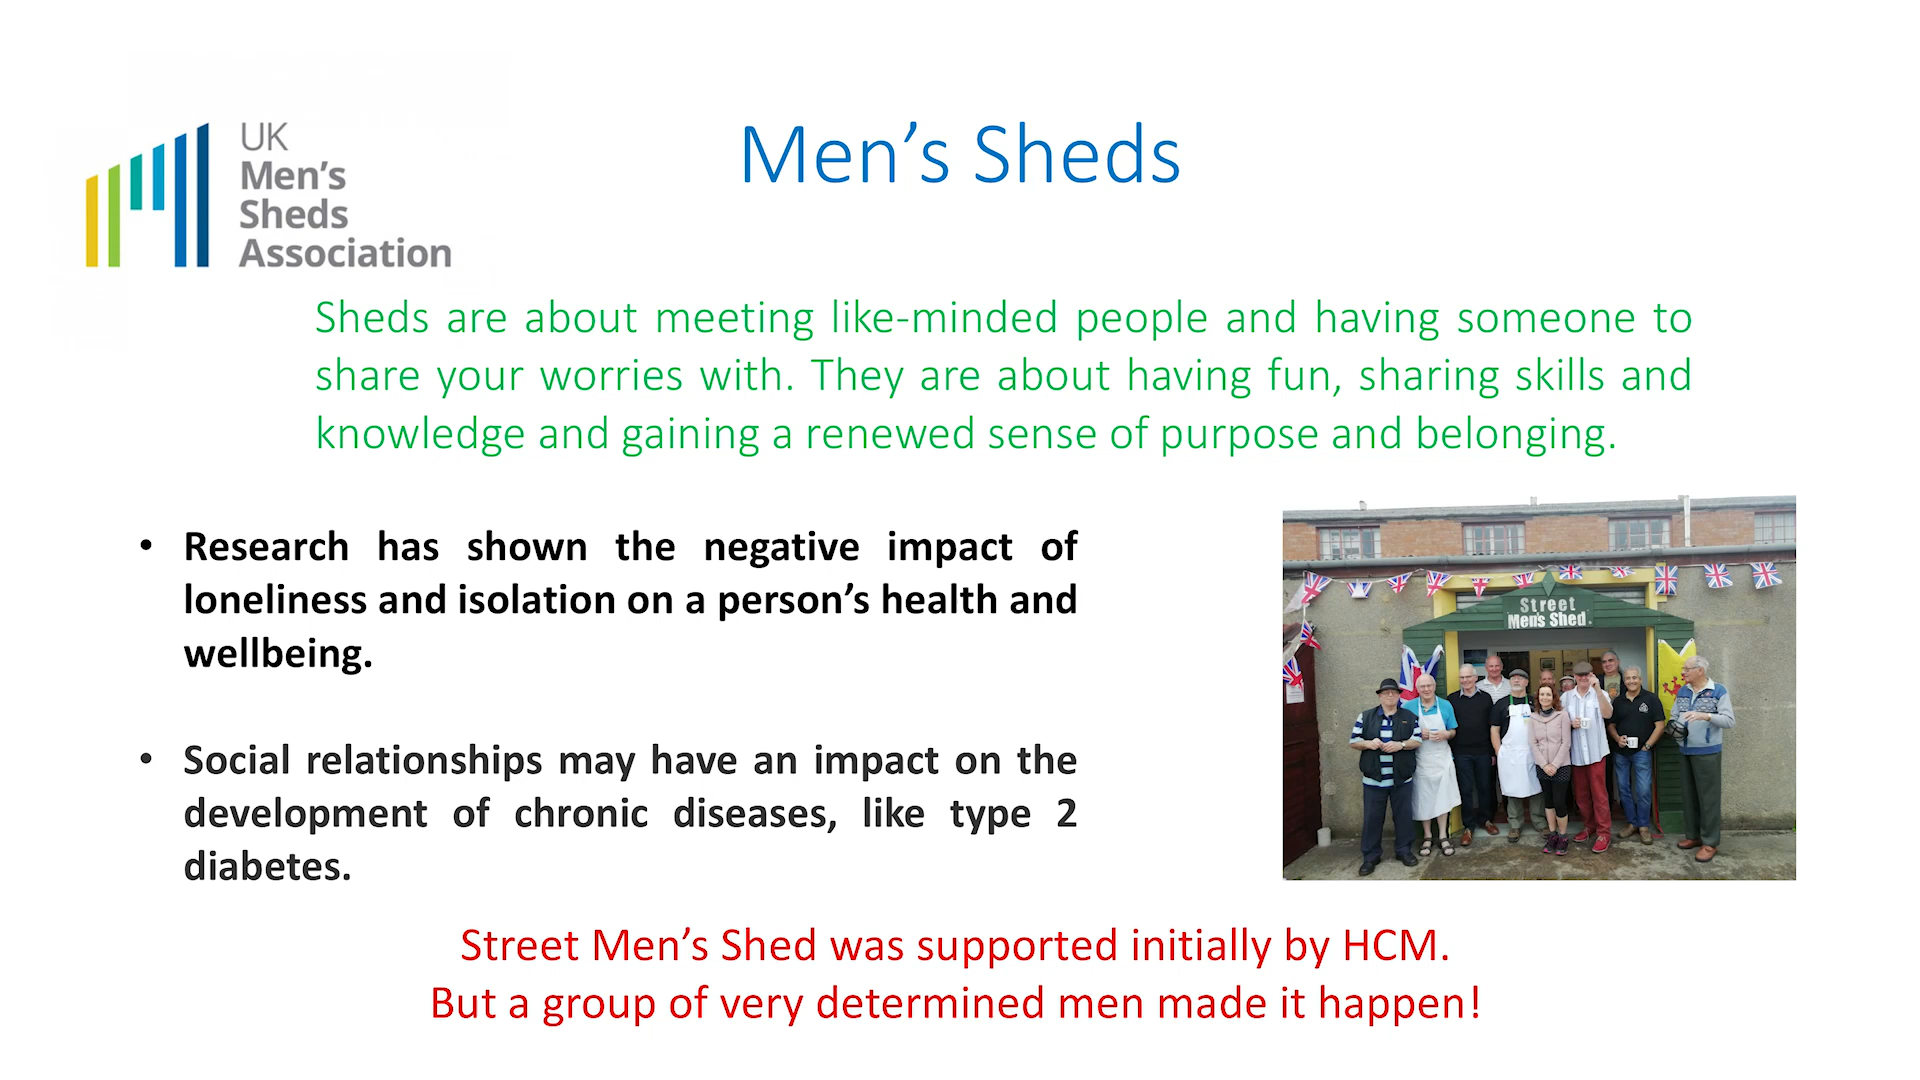 UK
Men’s
Sheds
Association
Men’s Sheds
Sheds are about meeting like-minded people and having someone to
share your worries with. They are about having fun, sharing skills and
knowledge and gaining a renewed sense of purpose and belonging.
• Research has shown the negative impact of
loneliness and isolation on a person’s health and
wellbeing.
• Social relationships may have an impact on the
development of chronic diseases, like type 2
diabetes.
Street
Men's Shed.
Street Men’s Shed was supported initially by HCM.
But a group of very determined men made it happen!